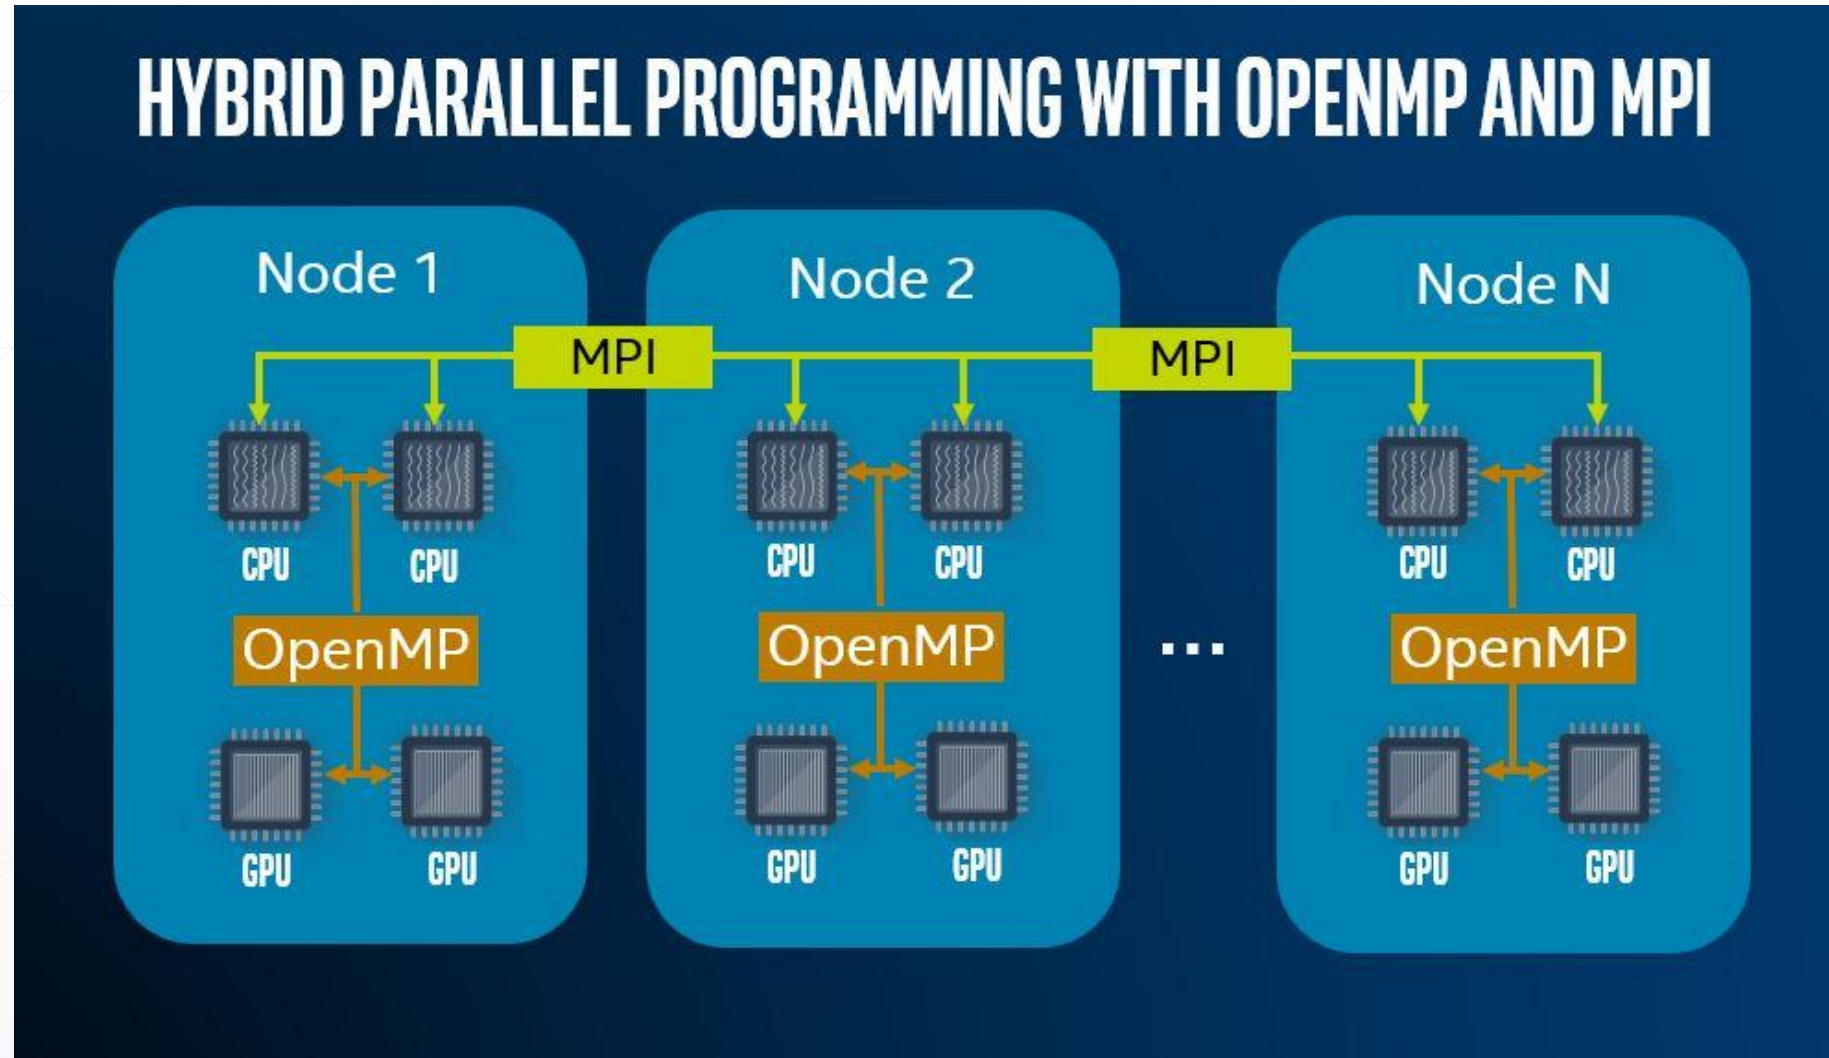 HYBRID PARALLEL PROGRAMMING WITH OPENMP AND MPI
Node 1
Node 2
Node N
MPI
MPI
CPU
CPU
CPU
CPU
CPU
CPU
OpenMP
OpenMP
...
OpenMP
GPU
GPU
GPU
GPU
GPU
GPU